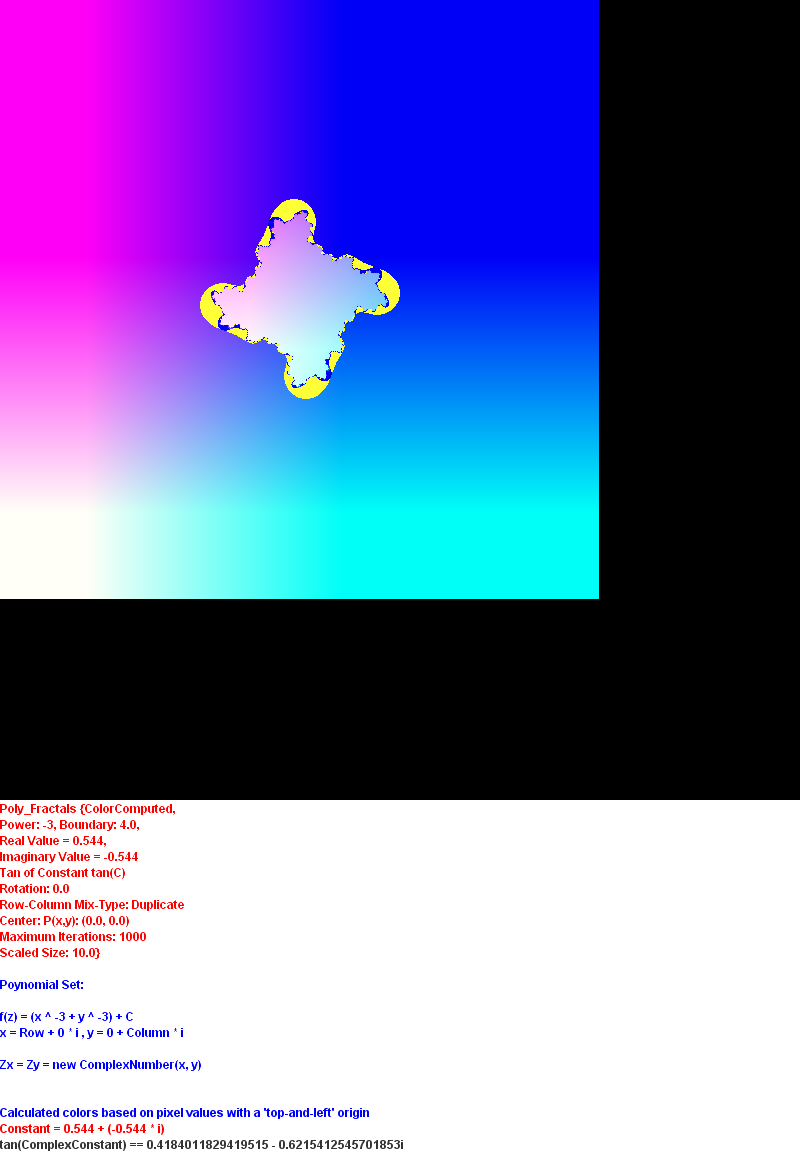 Poly_Fractals {ColorComputed,
Power: -3, Boundary: 4.0,
Real Value = 0.544,
Imaginary Value = -0.544
Tan of Constant tan(C)
Rotation: 0.0
Row-Column Mix-Type: Duplicate
Center: P(x,y): (0.0, 0.0)
Maximum Iterations: 1000
Scaled Size: 10.0}
Poynomial Set:
f(z) = (x ^ -3 + y ^ -3) + C
x = Row + 0 * i , y = 0 + Column * i
Zx = Zy = new ComplexNumber(x, y)
Calculated colors based on pixel values with a 'top-and-left' origin
Constant = 0.544 + (-0.544 * i)
tan(ComplexConstant) == 0.4184011829419515 - 0.6215412545701853i